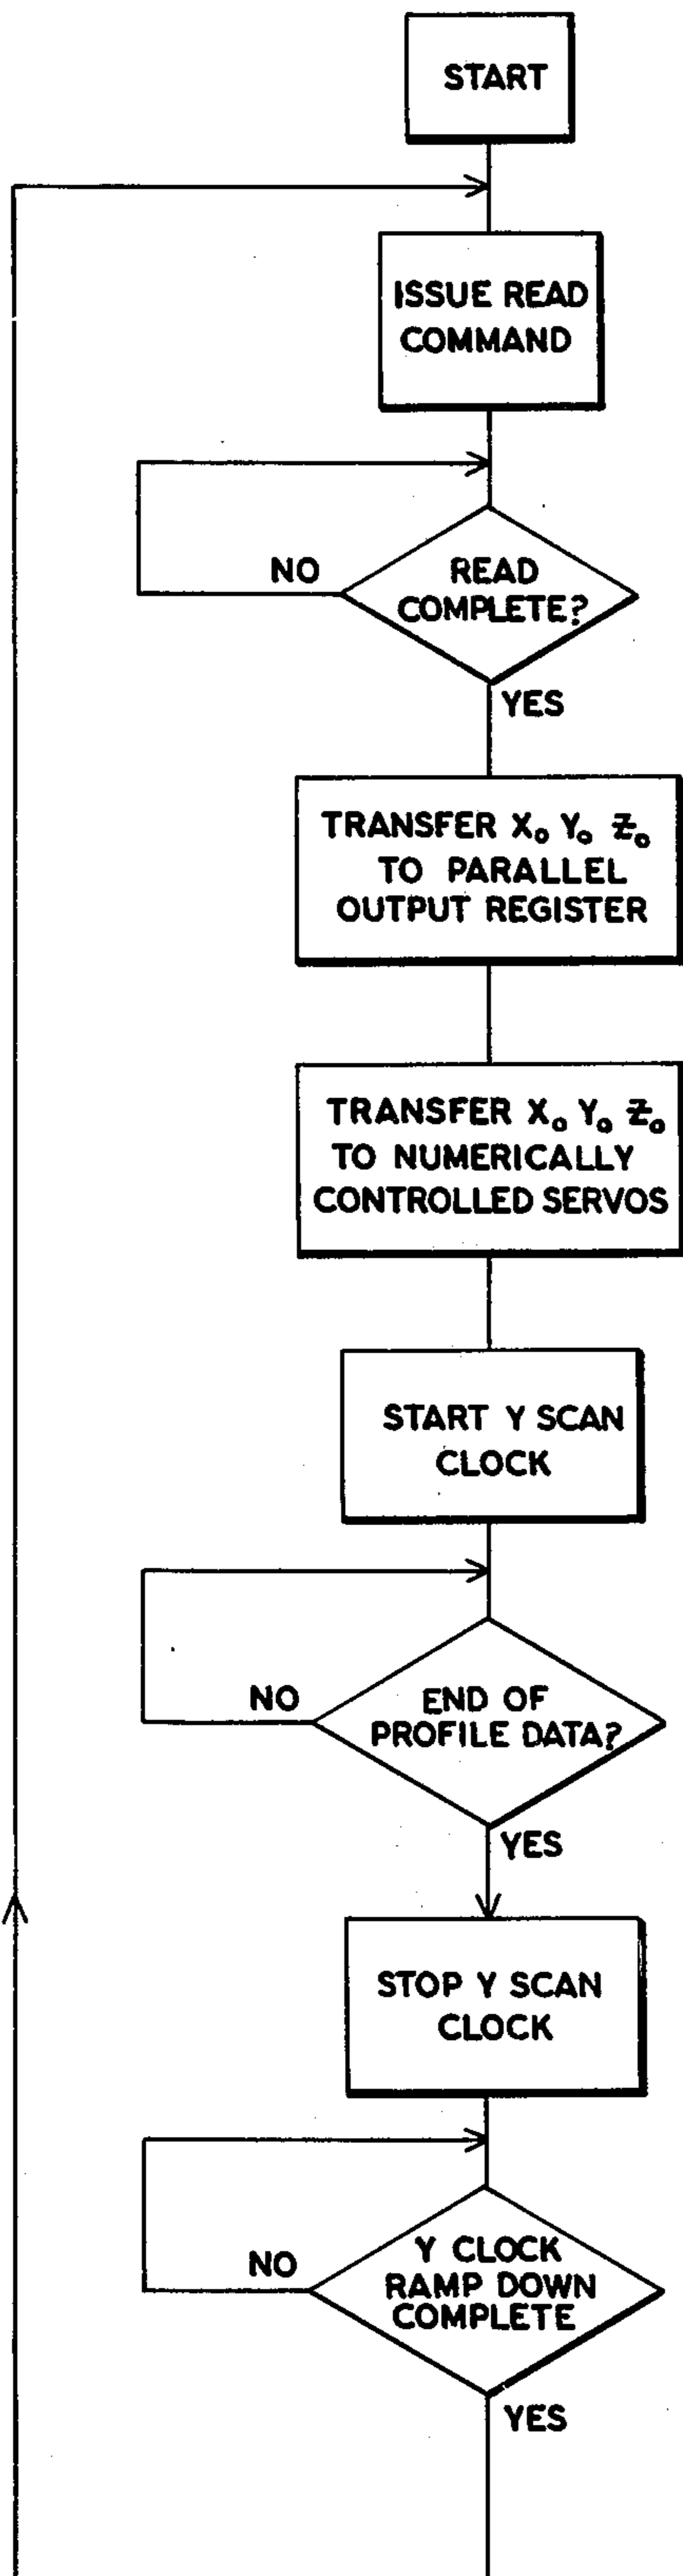 START
ISSUE READ
COMMAND
NO
READ
COMPLETE?
YES
TRANSFER X₀ Y₀ Z₀
TO PARALLEL
OUTPUT REGISTER
TRANSFER X₀ Y₀ Z₀
TO NUMERICALLY
CONTROLLED SERVOS
START Y SCAN
CLOCK
NO
END OF
PROFILE DATA?
YES
STOP Y SCAN
CLOCK
NO
Y CLOCK
RAMP DOWN
COMPLETE
YES